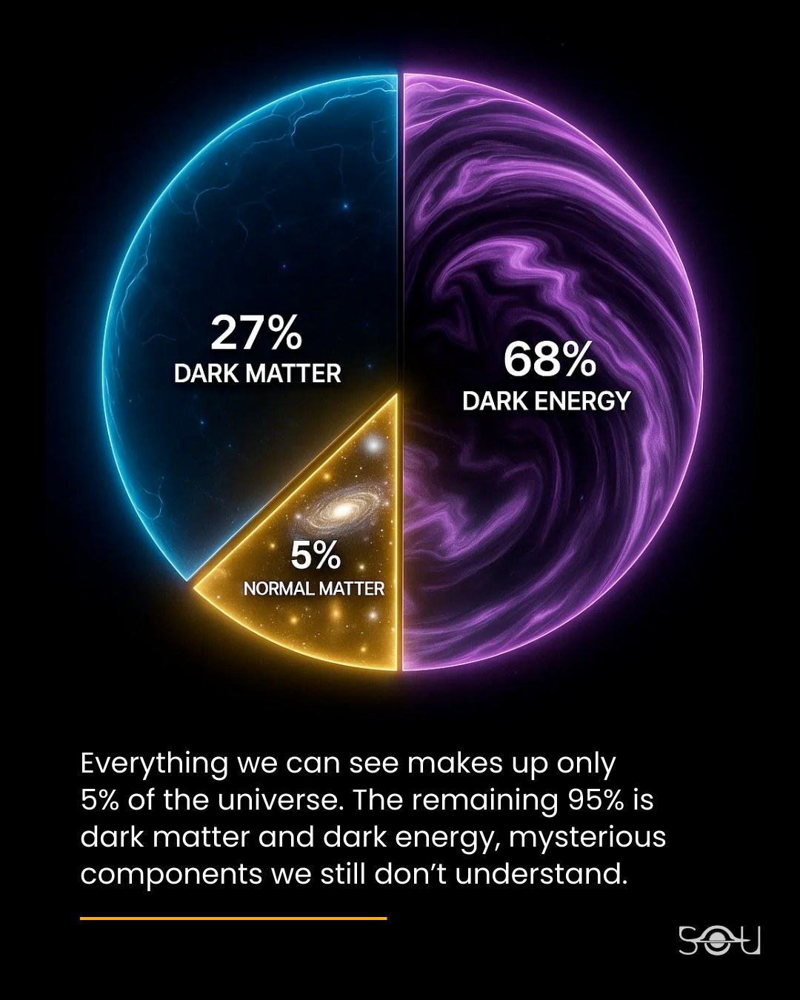 27%
DARK MATTER
68%
DARK ENERGY
5%
NORMAL MATTER
Everything we can see makes up only
5% of the universe. The remaining 95% is
dark matter and dark energy, mysterious
components we still don’t understand.
SOU